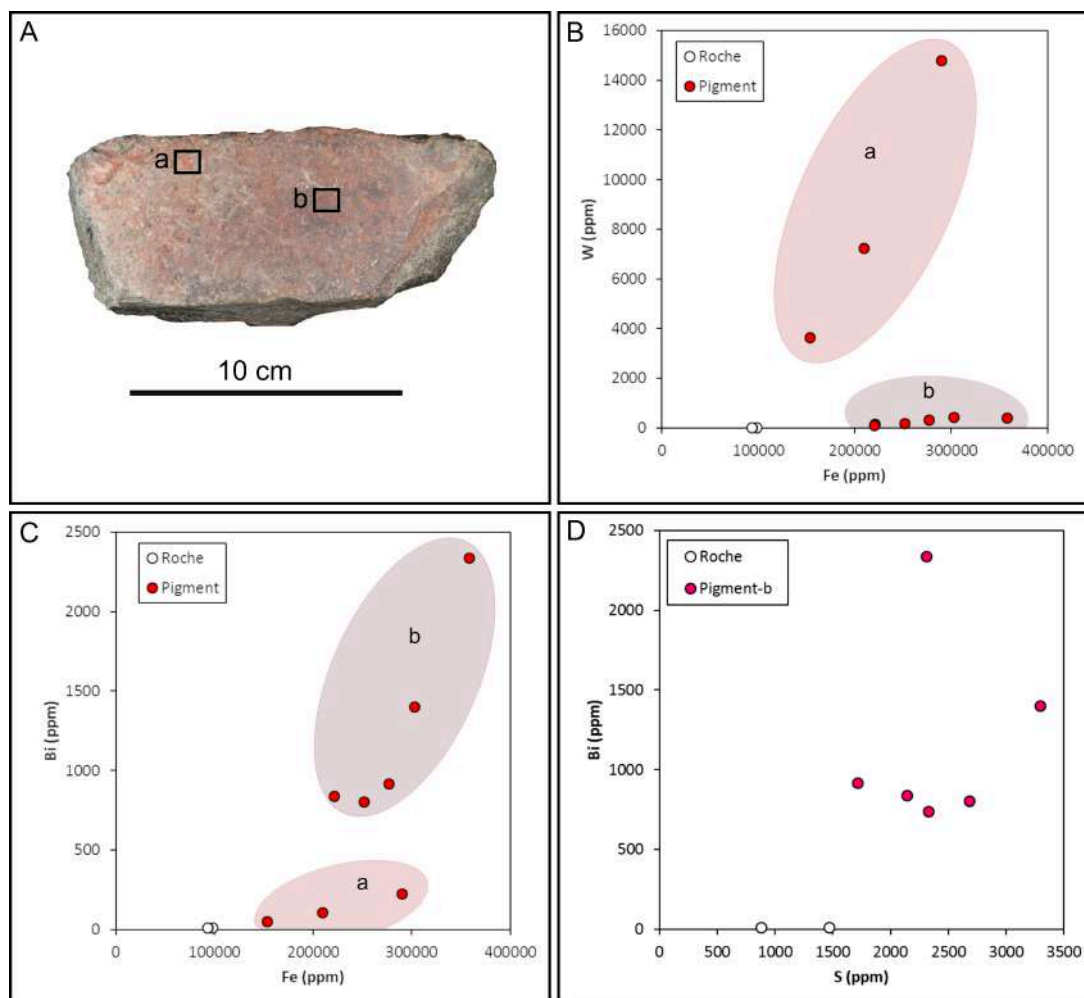 A
a
b
10 cm
B
Roche
Pigment
a
b
W (ppm)
16000
14000
12000
10000
8000
6000
4000
2000
0
0 100000 200000 300000 400000
Fe (ppm)
C
Roche
Pigment
b
a
Bi (ppm)
2500
2000
1500
1000
500
0
0 100000 200000 300000 400000
Fe (ppm)
D
Roche
Pigment-b
Bi (ppm)
2500
2000
1500
1000
500
0
0 500 1000 1500 2000 2500 3000 3500
S (ppm)